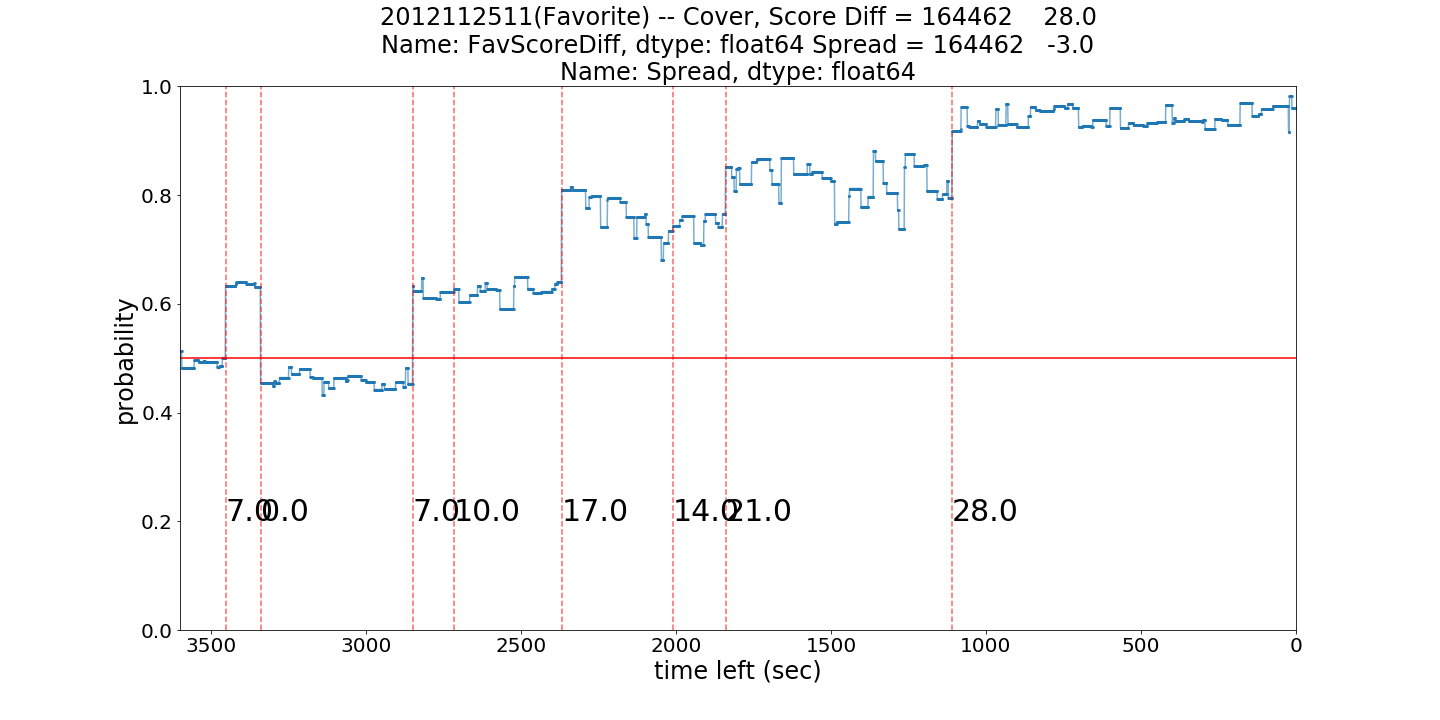 2012112511(Favorite) -- Cover, Score Diff = 164462    28.0
Name: FavScoreDiff, dtype: float64 Spread = 164462   -3.0
Name: Spread, dtype: float64
1.0
0.8
0.6
0.4
0.2
0.0
probability
7.0 0.0 7.0 10.0 17.0 14.0 21.0 28.0
3500 3000 2500 2000 1500 1000 500 0
time left (sec)